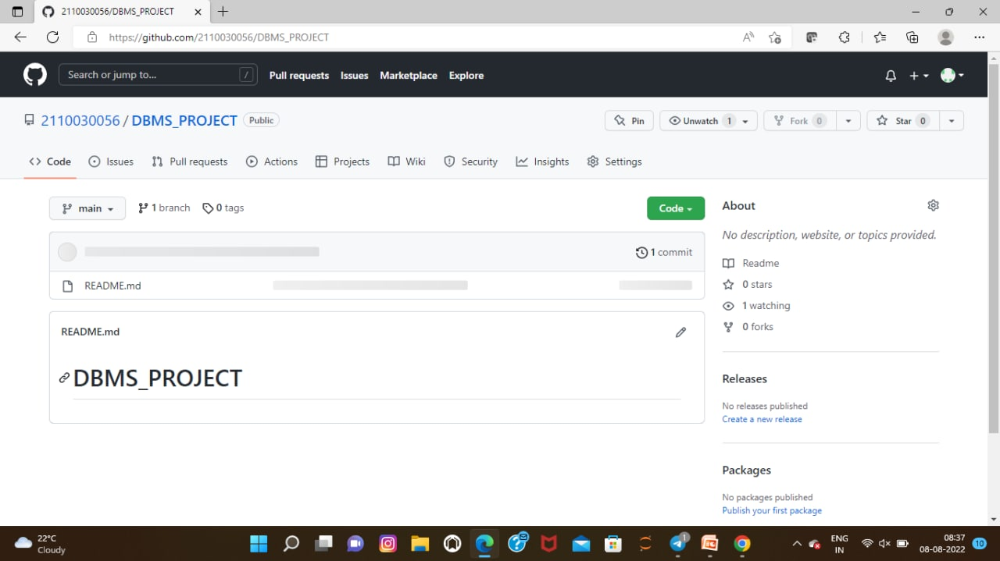 2110030056/DBMS_PROJECT
https://github.com/2110030056/DBMS_PROJECT
Search or jump to... /
Pull requests Issues Marketplace Explore
2110030056 / DBMS_PROJECT Public
Pin Unwatch 1 Fork 0 Star 0
Code Issues Pull requests Actions Projects Wiki Security Insights Settings
main 1 branch 0 tags Code
1 commit
README.md
README.md
DBMS_PROJECT
About
No description, website, or topics provided.
Readme
0 stars
1 watching
0 forks
Releases
No releases published
Create a new release
Packages
No packages published
Publish your first package
22°C
Cloudy
1
ENG
IN
08:37
08-08-2022
10